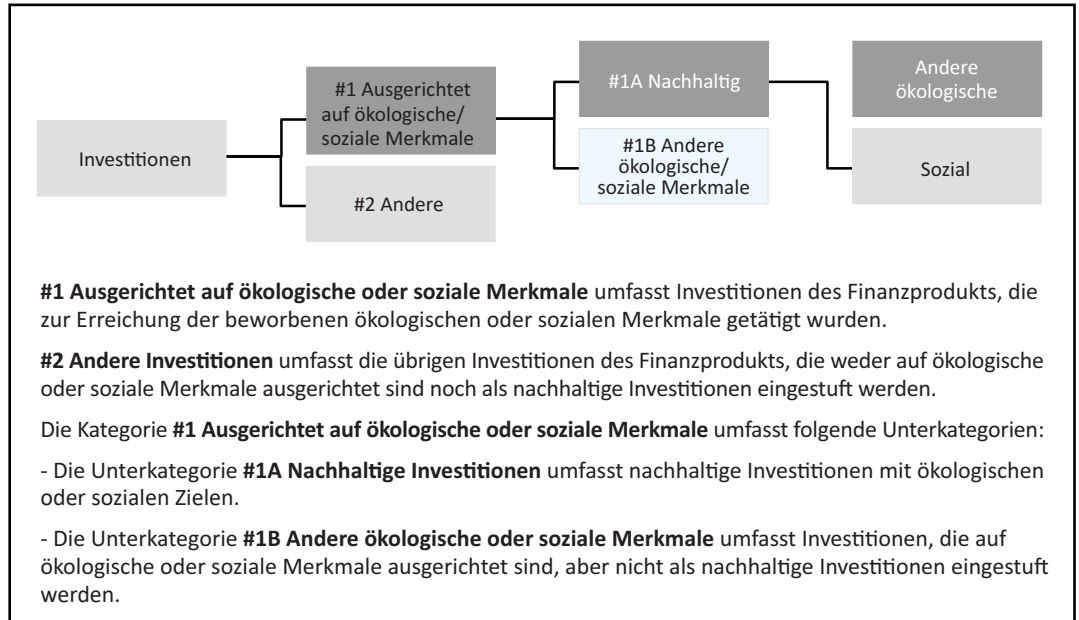 Investitionen
#1 Ausgerichtet
auf ökologische/
soziale Merkmale
#2 Andere
#1A Nachhaltig
#1B Andere
ökologische/
soziale Merkmale
Andere
ökologische
Sozial
#1 Ausgerichtet auf ökologische oder soziale Merkmale umfasst Investitionen des Finanzprodukts, die
zur Erreichung der beworbenen ökologischen oder sozialen Merkmale getätigt wurden.
#2 Andere Investitionen umfasst die übrigen Investitionen des Finanzprodukts, die weder auf ökologische
oder soziale Merkmale ausgerichtet sind noch als nachhaltige Investitionen eingestuft werden.
Die Kategorie #1 Ausgerichtet auf ökologische oder soziale Merkmale umfasst folgende Unterkategorien:
- Die Unterkategorie #1A Nachhaltige Investitionen umfasst nachhaltige Investitionen mit ökologischen
oder sozialen Zielen.
- Die Unterkategorie #1B Andere ökologische oder soziale Merkmale umfasst Investitionen, die auf
ökologische oder soziale Merkmale ausgerichtet sind, aber nicht als nachhaltige Investitionen eingestuft
werden.